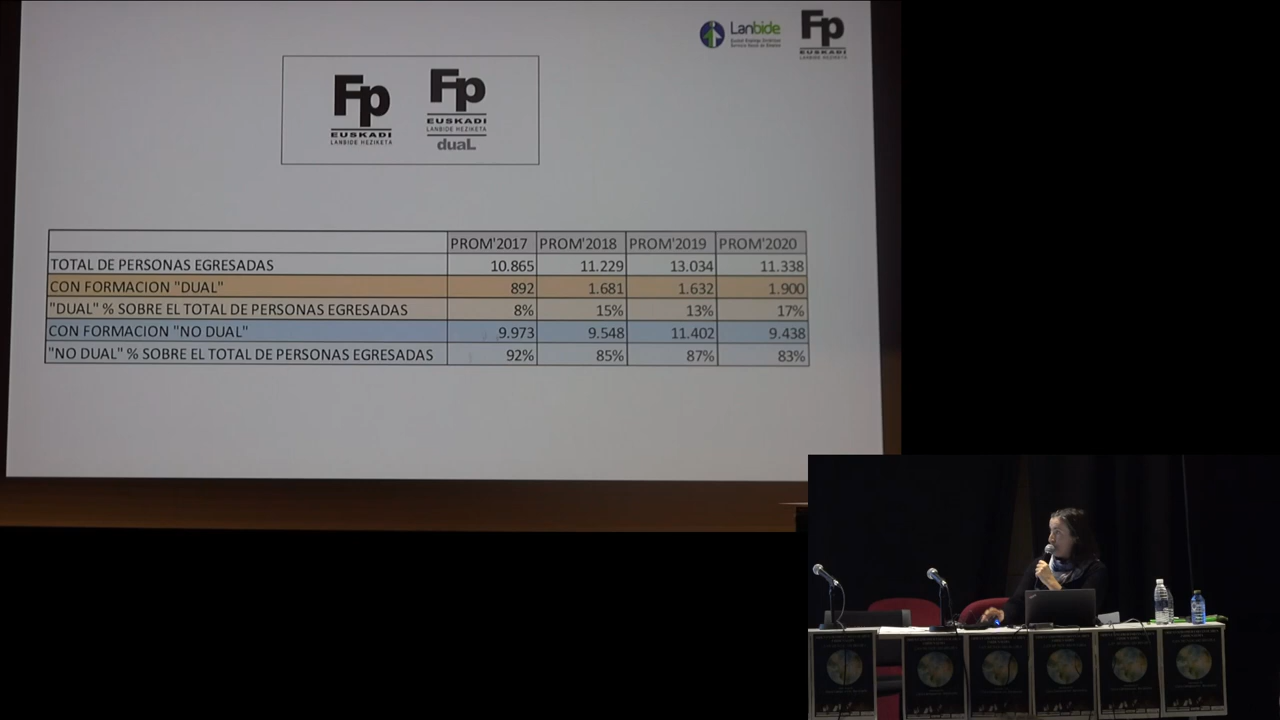 Lanbide
Fp
EUSKADI
LANBIDE HEZIKETA
Fp
EUSKADI
LANBIDE HEZIKETA
Fp
EUSKADI
LANBIDE HEZIKETA
duaL
PROM'2017 PROM'2018 PROM'2019 PROM'2020
TOTAL DE PERSONAS EGRESADAS 10.865 11.229 13.034 11.338
CON FORMACION "DUAL" 892 1.681 1.632 1.900
"DUAL" % SOBRE EL TOTAL DE PERSONAS EGRESADAS 8% 15% 13% 17%
CON FORMACION "NO DUAL" 9.973 9.548 11.402 9.438
"NO DUAL" % SOBRE EL TOTAL DE PERSONAS EGRESADAS 92% 85% 87% 83%